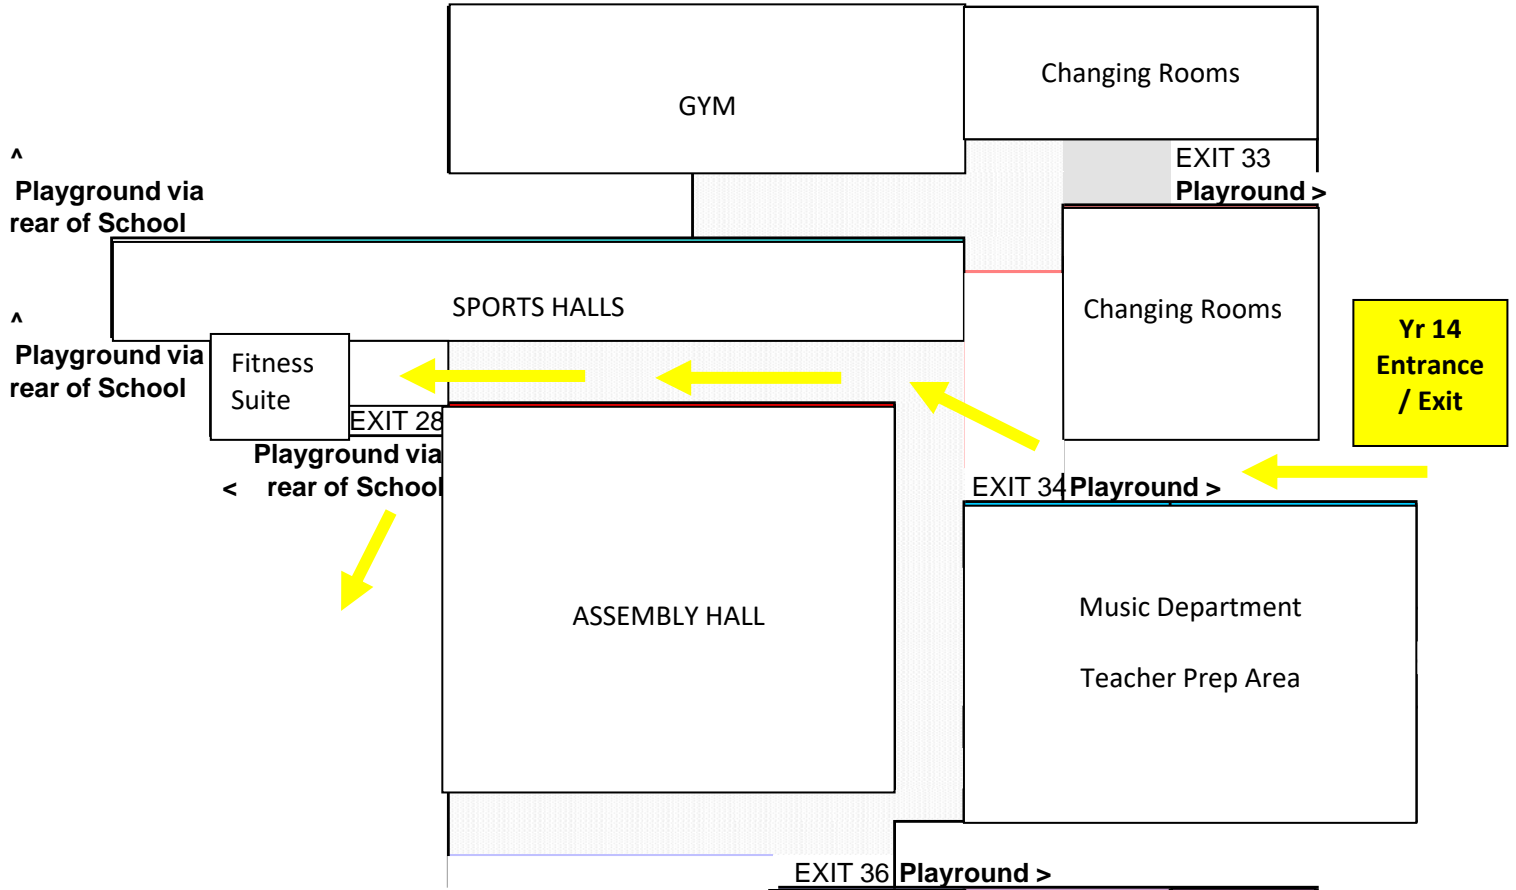 Changing Rooms
GYM
^
Playground via
rear of School
EXIT 33
Playround >
SPORTS HALLS
Changing Rooms
^
Playground via
rear of School
Fitness
Suite
Yr 14
Entrance
/ Exit
EXIT 28
Playground via
< rear of School
EXIT 34 Playround >
ASSEMBLY HALL
Music Department
Teacher Prep Area
EXIT 36 Playround >